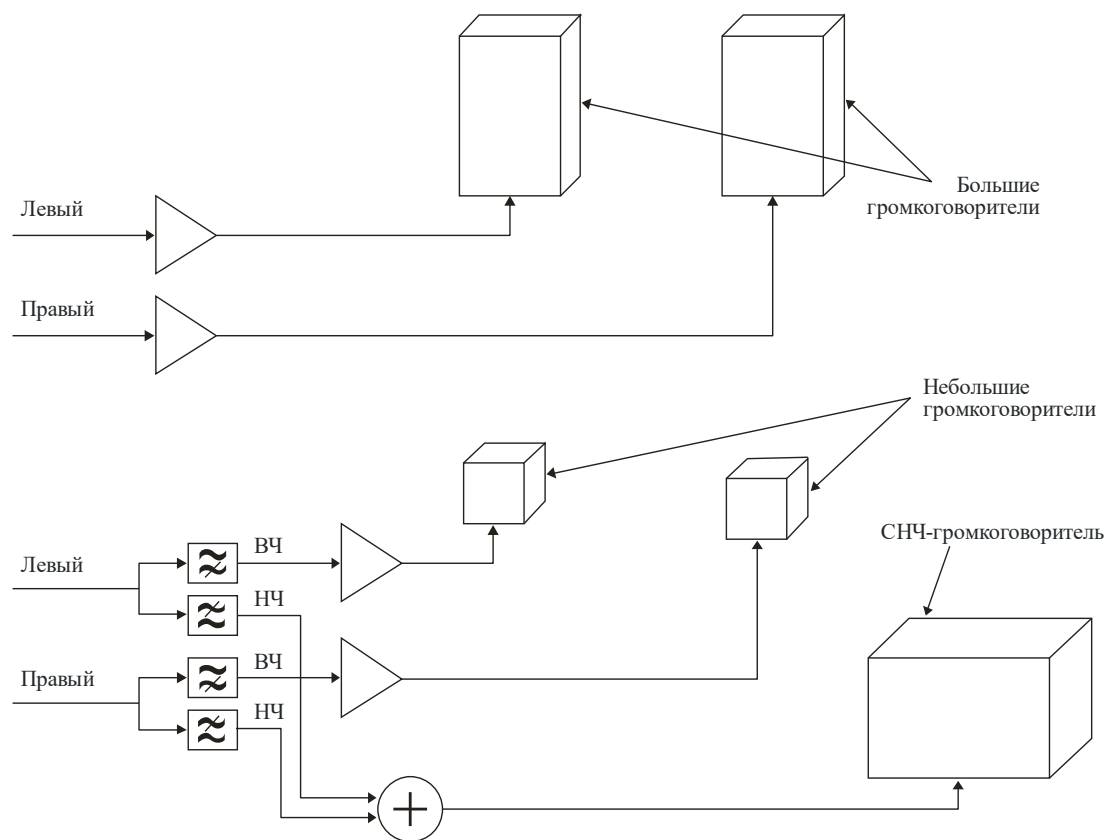 Левый
Большие
громкоговорители
Правый
Небольшие
громкоговорители
СНЧ-громкоговоритель
ВЧ
Левый
НЧ
ВЧ
Правый
НЧ